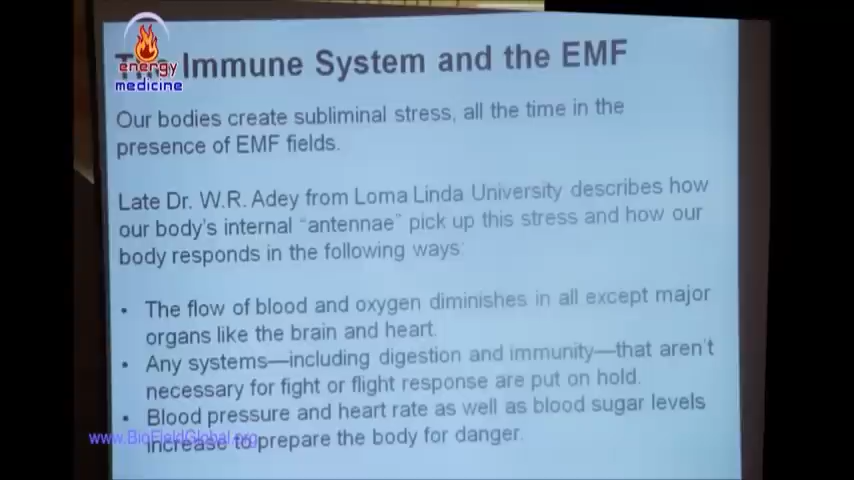 The Immune System and the EMF
energy
medicine
Our bodies create subliminal stress, all the time in the
presence of EMF fields.
Late Dr. W.R. Adey from Loma Linda University describes how
our body's internal "antennae" pick up this stress and how our
body responds in the following ways:
• The flow of blood and oxygen diminishes in all except major
organs like the brain and heart.
• Any systems—including digestion and immunity—that aren't
necessary for fight or flight response are put on hold.
• Blood pressure and heart rate as well as blood sugar levels
increase to prepare the body for danger.
www.BioFieldGlobal.org